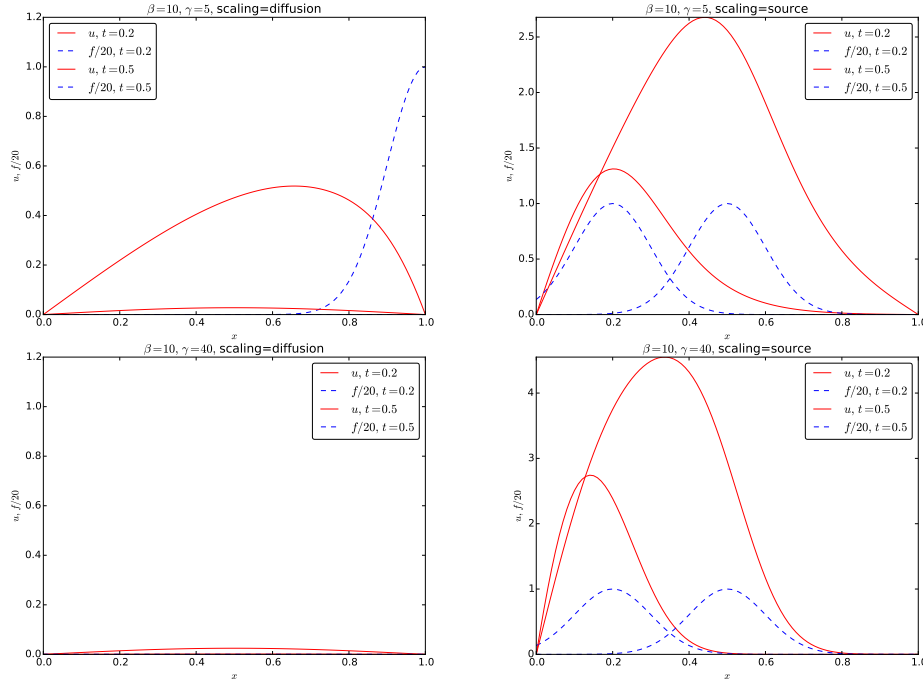 β=10, γ=5, scaling=diffusion
u, t=0.2
f/20, t=0.2
u, t=0.5
f/20, t=0.5
1.2
1.0
0.8
0.6
0.4
0.2
0.0
u, f/20
0.0 0.2 0.4 0.6 0.8 1.0
x
β=10, γ=5, scaling=source
u, t=0.2
f/20, t=0.2
u, t=0.5
f/20, t=0.5
2.5
2.0
1.5
1.0
0.5
0.0
u, f/20
0.0 0.2 0.4 0.6 0.8 1.0
x
β=10, γ=40, scaling=diffusion
u, t=0.2
f/20, t=0.2
u, t=0.5
f/20, t=0.5
1.2
1.0
0.8
0.6
0.4
0.2
0.0
u, f/20
0.0 0.2 0.4 0.6 0.8 1.0
x
β=10, γ=40, scaling=source
u, t=0.2
f/20, t=0.2
u, t=0.5
f/20, t=0.5
4
3
2
1
0
u, f/20
0.0 0.2 0.4 0.6 0.8 1.0
x